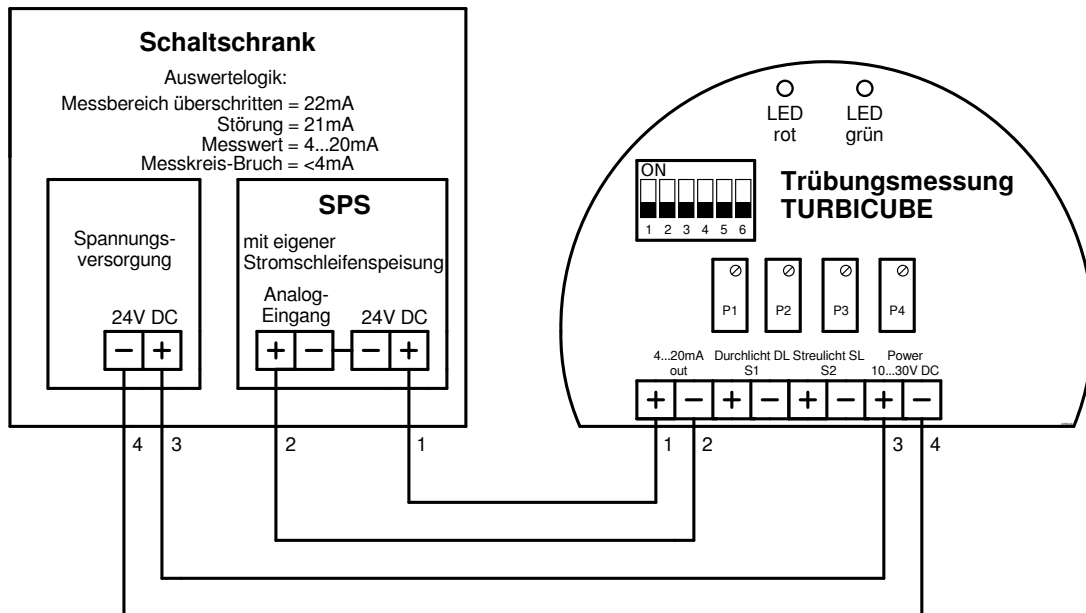 Schaltschrank
Auswertelogik:
Messbereich überschritten = 22mA
Störung = 21mA
Messwert = 4...20mA
Messkreis-Bruch = <4mA
Spannungs-
versorgung
24V DC
− +
SPS
mit eigener
Stromschleifenspeisung
Analog-
Eingang
24V DC
+ − − +
4 3 2 1
LED
rot
LED
grün
ON
1 2 3 4 5 6
Trübungsmessung
TURBICUBE
P1 P2 P3 P4
4...20mA
out
Durchlicht DL
S1
Streulicht SL
S2
Power
10...30V DC
+ − + − + − + −
1 2 3 4